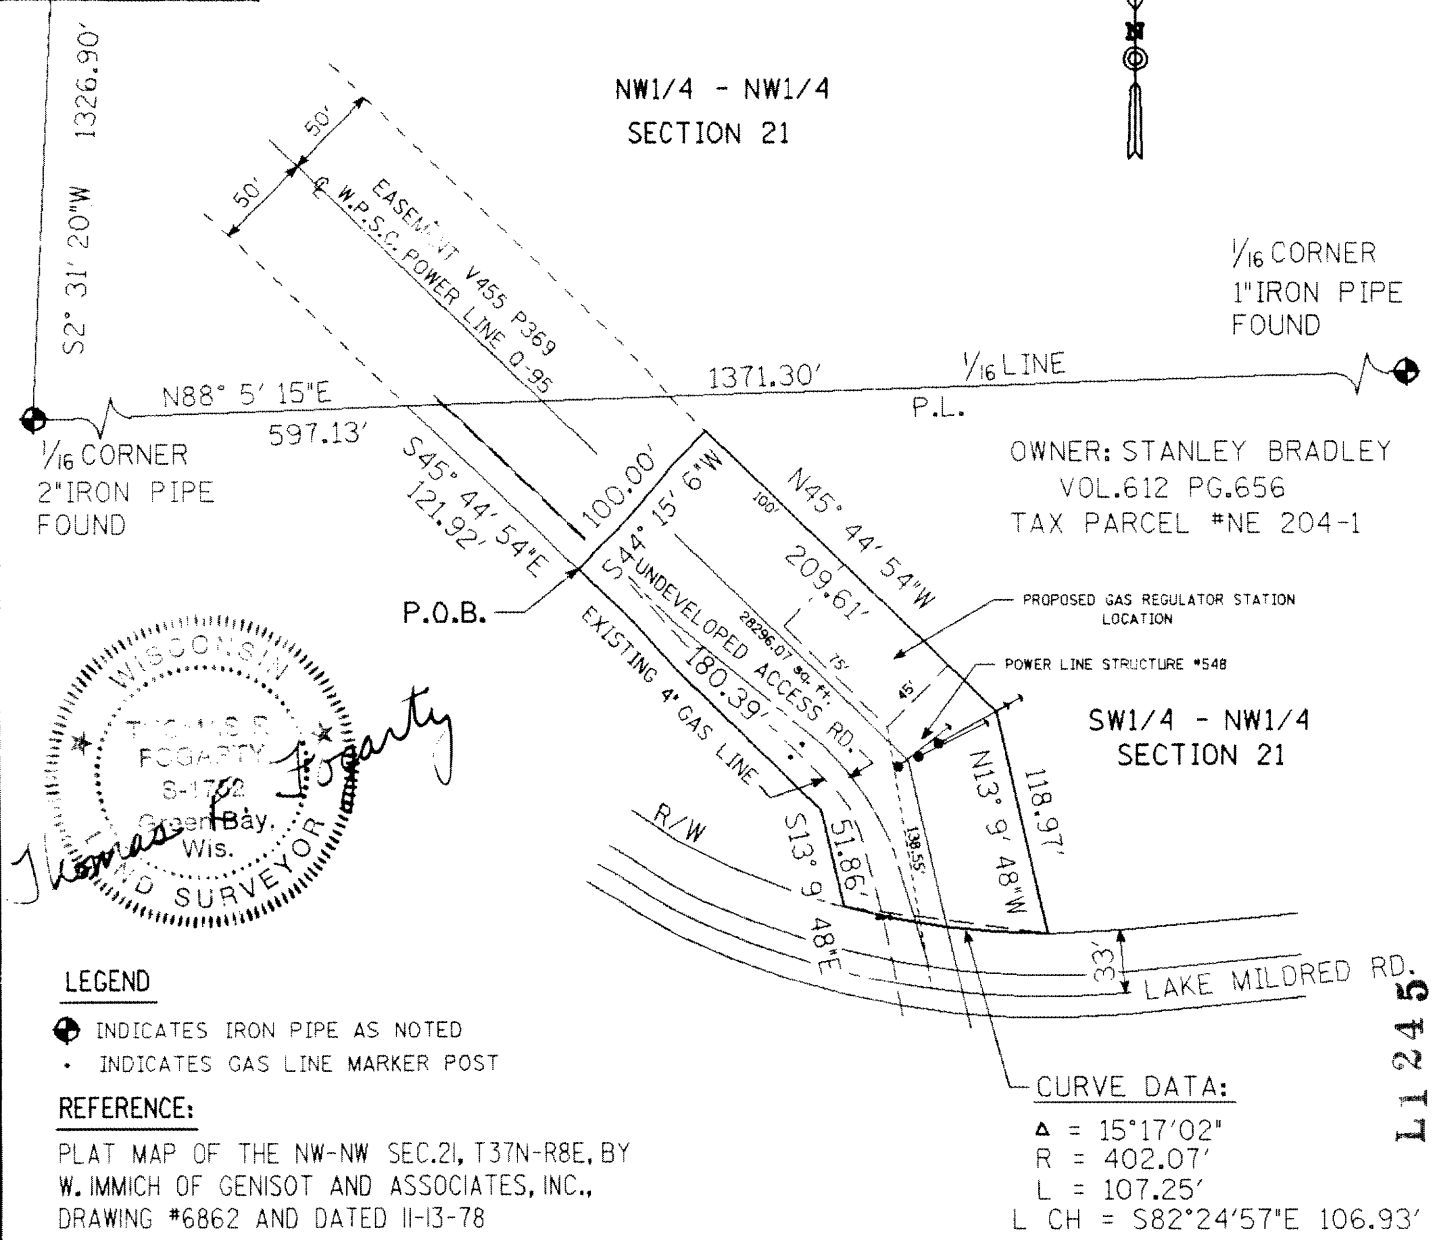 S2° 31' 20"W 1326.90'
NW1/4 - NW1/4
SECTION 21
N
50'
50'
EASEMENT V455 P369
℄ W.P.S.C. POWER LINE Q-95
1/16 CORNER
1"IRON PIPE
FOUND
N88° 5' 15"E
597.13'
1371.30'
1/16 LINE
P.L.
1/16 CORNER
2"IRON PIPE
FOUND
S45° 44' 54"E
121.92'
100.00'
S44° 15' 6"W
N45° 44' 54"W
100'
209.61'
OWNER: STANLEY BRADLEY
VOL.612 PG.656
TAX PARCEL #NE 204-1
P.O.B.
UNDEVELOPED ACCESS RD.
28296.07 sq. ft.
75'
45'
EXISTING 4" GAS LINE
180.39'
PROPOSED GAS REGULATOR STATION
LOCATION
POWER LINE STRUCTURE #548
SW1/4 - NW1/4
SECTION 21
N13° 9' 48"W
118.97'
138.55'
51.86'
S13° 9' 48"E
R/W
33'
LAKE MILDRED RD.
WISCONSIN
THOMAS R.
FOGARTY
S-1752
Green Bay,
Wis.
LAND SURVEYOR
Thomas R. Fogarty
LEGEND
INDICATES IRON PIPE AS NOTED
INDICATES GAS LINE MARKER POST
REFERENCE:
PLAT MAP OF THE NW-NW SEC.21, T37N-R8E, BY
W. IMMICH OF GENISOT AND ASSOCIATES, INC.,
DRAWING #6862 AND DATED 11-13-78
CURVE DATA:
Δ = 15°17'02"
R = 402.07'
L = 107.25'
L CH = S82°24'57"E 106.93'
L1245